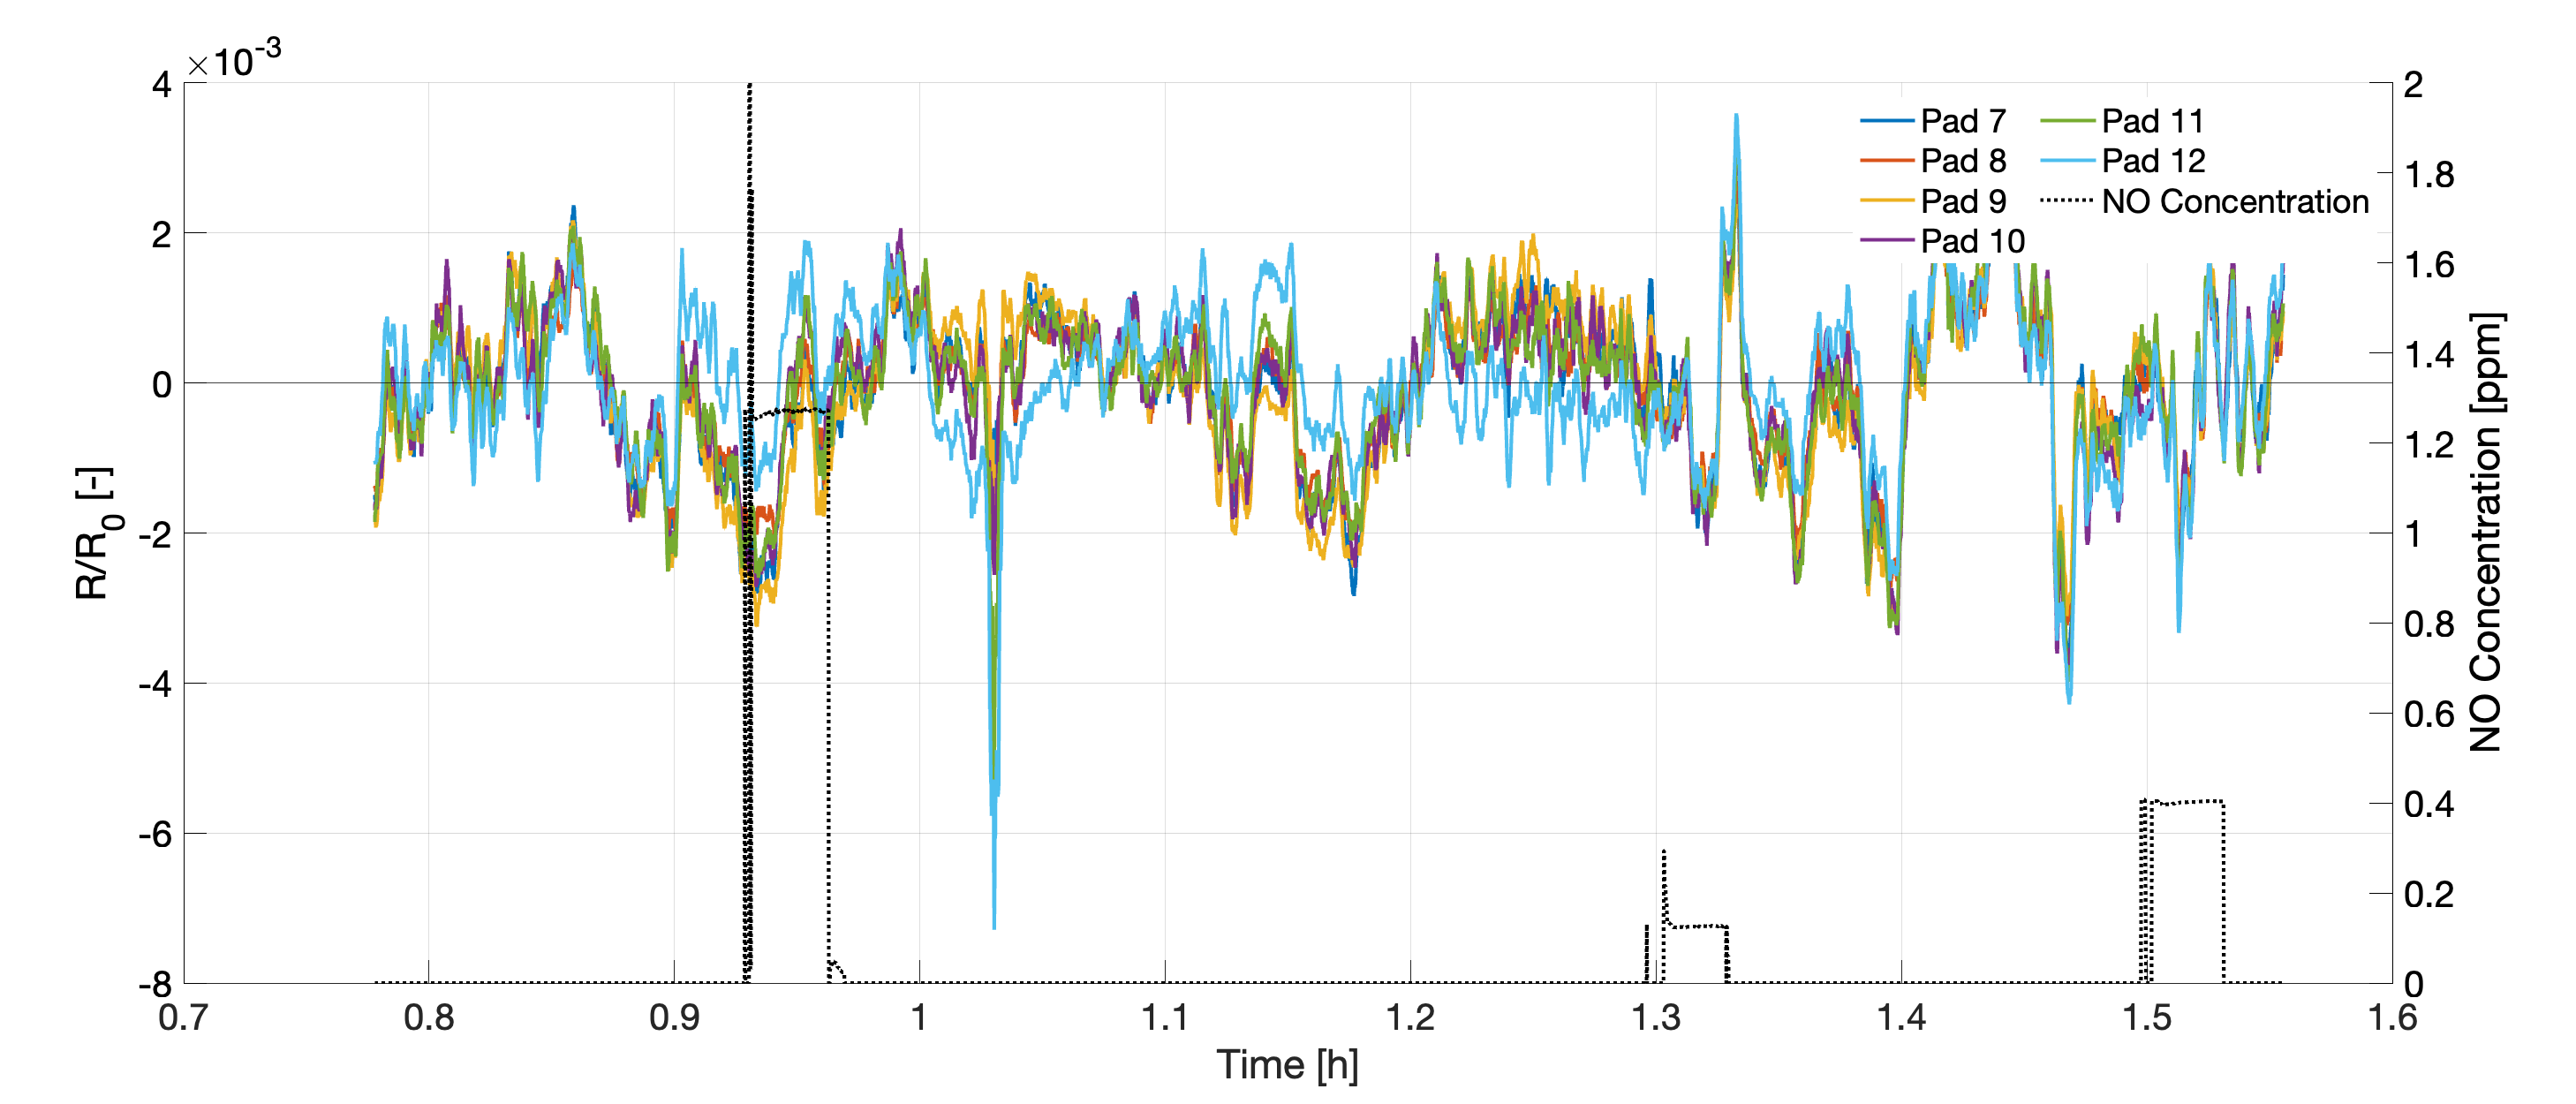 ×10-3
4
2
0
-2
-4
-6
-8
R/R0 [-]
0.7 0.8 0.9 1 1.1 1.2 1.3 1.4 1.5 1.6
Time [h]
2
1.8
1.6
1.4
1.2
1
0.8
0.6
0.4
0.2
0
NO Concentration [ppm]
Pad 7 Pad 11
Pad 8 Pad 12
Pad 9 NO Concentration
Pad 10